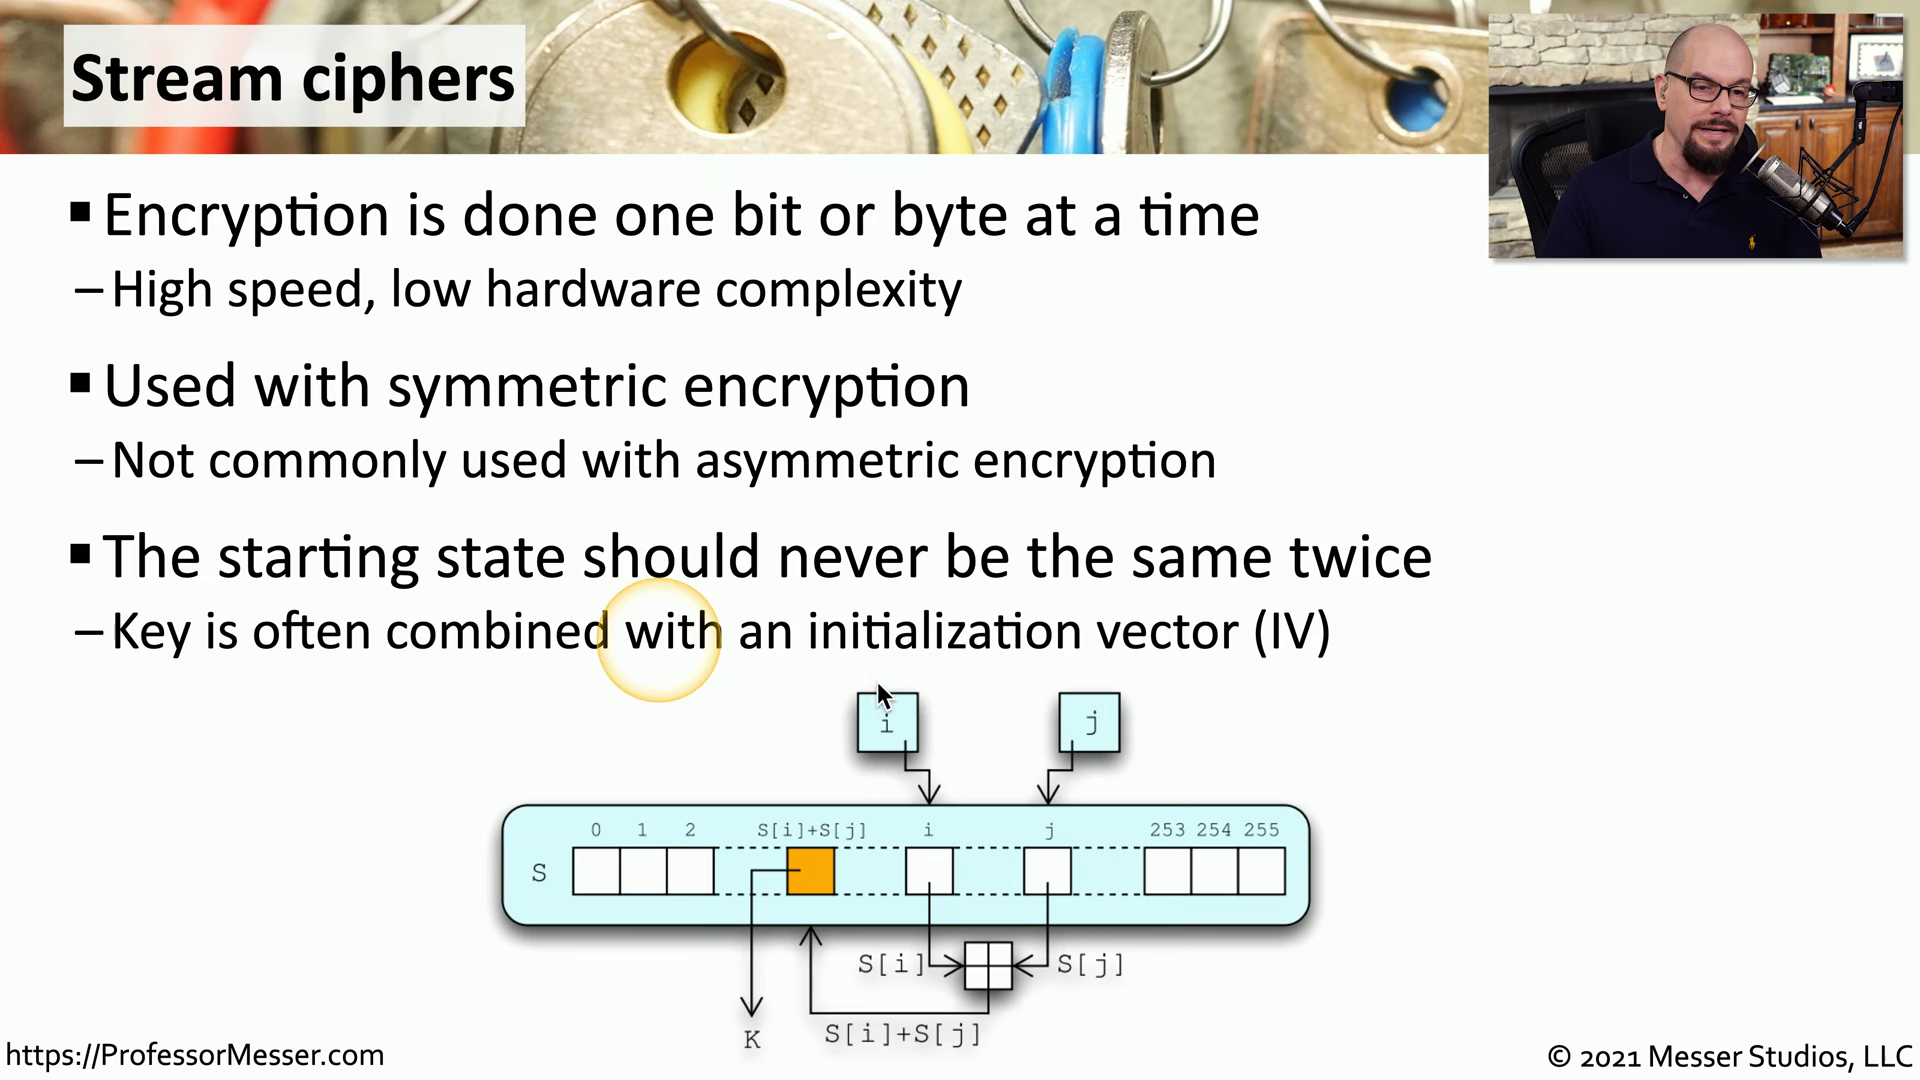 Stream ciphers
▪ Encryption is done one bit or byte at a time
– High speed, low hardware complexity
▪ Used with symmetric encryption
– Not commonly used with asymmetric encryption
▪ The starting state should never be the same twice
– Key is often combined with an initialization vector (IV)
i j
0 1 2 S[i]+S[j] i j 253 254 255
S
S[i] S[j]
K S[i]+S[j]
https://ProfessorMesser.com
© 2021 Messer Studios, LLC